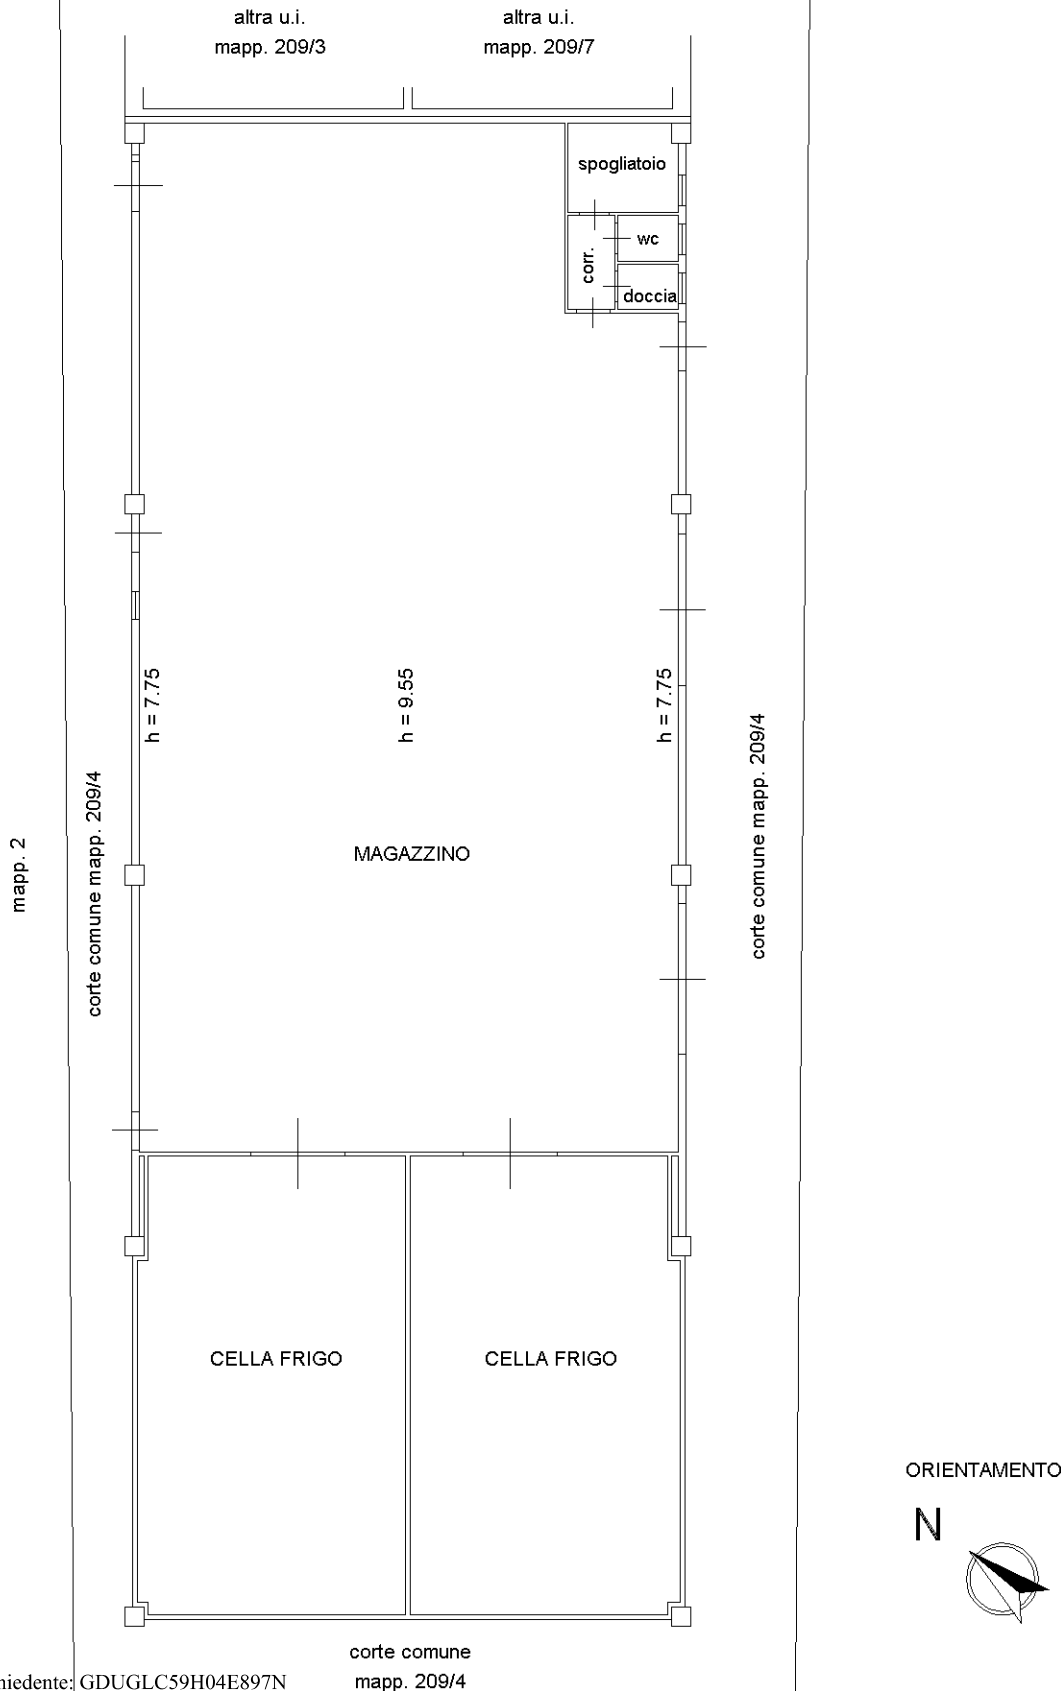 altra u.i.
mapp. 209/3
altra u.i.
mapp. 209/7
spogliatoio
wc
corr.
doccia
h = 7.75
h = 9.55
h = 7.75
mapp. 2
corte comune mapp. 209/4
corte comune mapp. 209/4
MAGAZZINO
CELLA FRIGO
CELLA FRIGO
ORIENTAMENTO
N
corte comune
mapp. 209/4
hiedente: GDUGLC59H04E897N